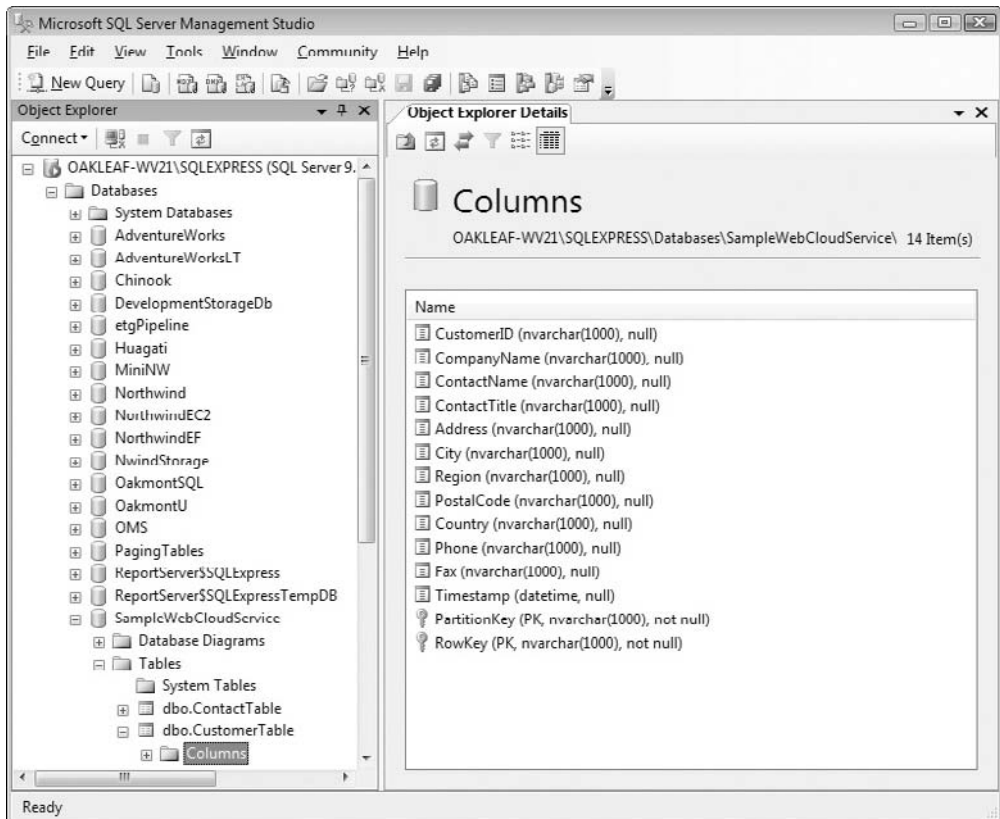 Microsoft SQL Server Management Studio
File Edit View Tools Window Community Help
New Query
Object Explorer
Connect
OAKLEAF-WV21\SQLEXPRESS (SQL Server 9.
Databases
System Databases
AdventureWorks
AdventureWorksLT
Chinook
DevelopmentStorageDb
etgPipeline
Huagati
MiniNW
Northwind
NorthwindEC2
NorthwindEF
NwindStorage
OakmontSQL
OakmontU
OMS
PagingTables
ReportServer$SQLExpress
ReportServer$SQLExpressTempDB
SampleWebCloudService
Database Diagrams
Tables
System Tables
dbo.ContactTable
dbo.CustomerTable
Columns
Object Explorer Details
Columns
OAKLEAF-WV21\SQLEXPRESS\Databases\SampleWebCloudService\ 14 Item(s)
Name
CustomerID (nvarchar(1000), null)
CompanyName (nvarchar(1000), null)
ContactName (nvarchar(1000), null)
ContactTitle (nvarchar(1000), null)
Address (nvarchar(1000), null)
City (nvarchar(1000), null)
Region (nvarchar(1000), null)
PostalCode (nvarchar(1000), null)
Country (nvarchar(1000), null)
Phone (nvarchar(1000), null)
Fax (nvarchar(1000), null)
Timestamp (datetime, null)
PartitionKey (PK, nvarchar(1000), not null)
RowKey (PK, nvarchar(1000), not null)
Ready